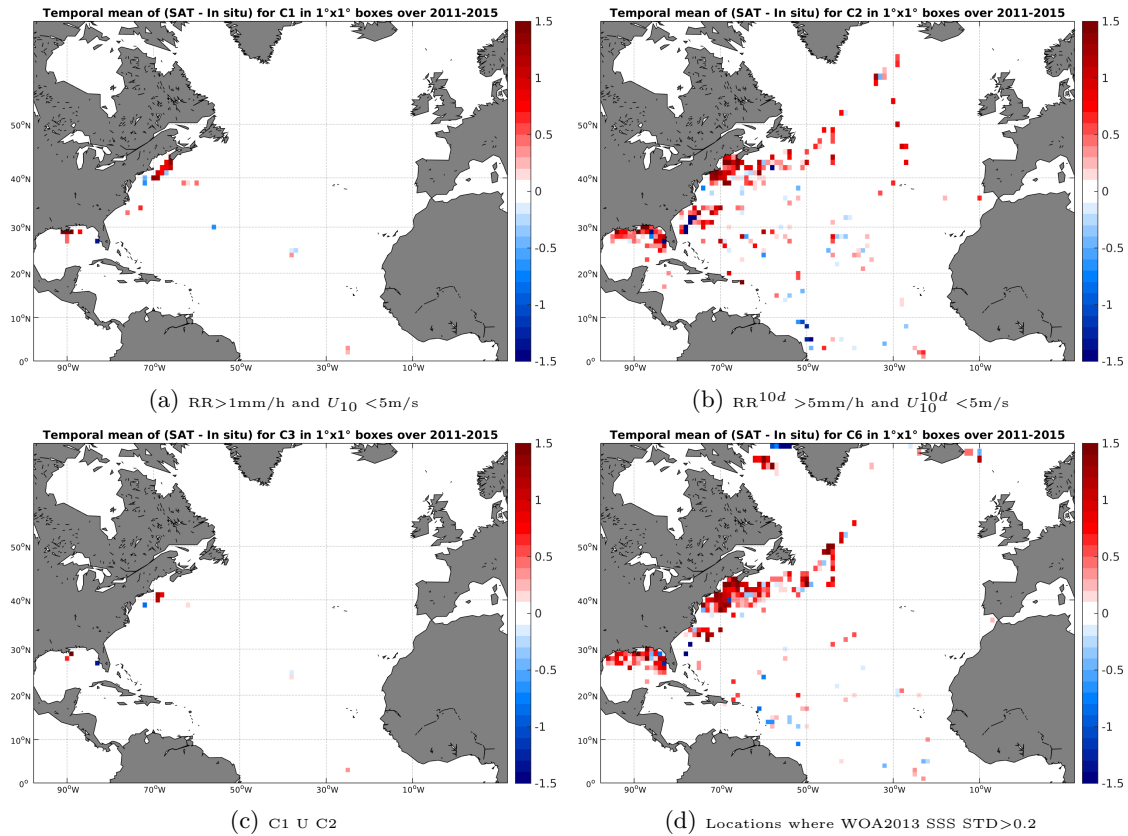 Temporal mean of (SAT - In situ) for C1 in 1°x1° boxes over 2011-2015
50°N
40°N
30°N
20°N
10°N
0°
90°W
70°W
50°W
30°W
10°W
1.5
1
0.5
0
-0.5
-1
-1.5
(a) RR>1mm/h and U10 <5m/s
Temporal mean of (SAT - In situ) for C2 in 1°x1° boxes over 2011-2015
50°N
40°N
30°N
20°N
10°N
0°
90°W
70°W
50°W
30°W
10°W
1.5
1
0.5
0
-0.5
-1
-1.5
(b) RR^10d >5mm/h and U10^10d <5m/s
Temporal mean of (SAT - In situ) for C3 in 1°x1° boxes over 2011-2015
50°N
40°N
30°N
20°N
10°N
0°
90°W
70°W
50°W
30°W
10°W
1.5
1
0.5
0
-0.5
-1
-1.5
(c) C1 U C2
Temporal mean of (SAT - In situ) for C6 in 1°x1° boxes over 2011-2015
50°N
40°N
30°N
20°N
10°N
0°
90°W
70°W
50°W
30°W
10°W
1.5
1
0.5
0
-0.5
-1
-1.5
(d) Locations where WOA2013 SSS STD>0.2